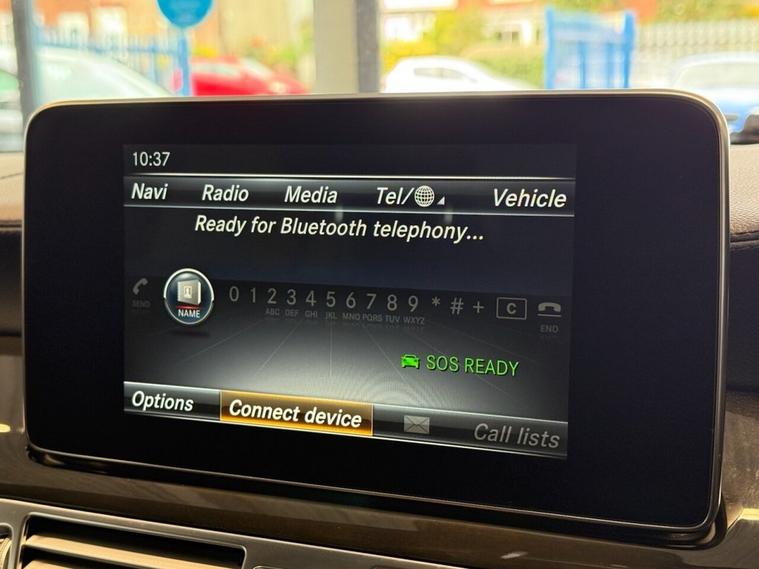 10:37
Navi Radio Media Tel/ Vehicle
Ready for Bluetooth telephony...
SEND NAME 0 1 2 3 4 5 6 7 8 9 * # + C END
ABC DEF GHI JKL MNO PQRS TUV WXYZ
SOS READY
Options Connect device Call lists